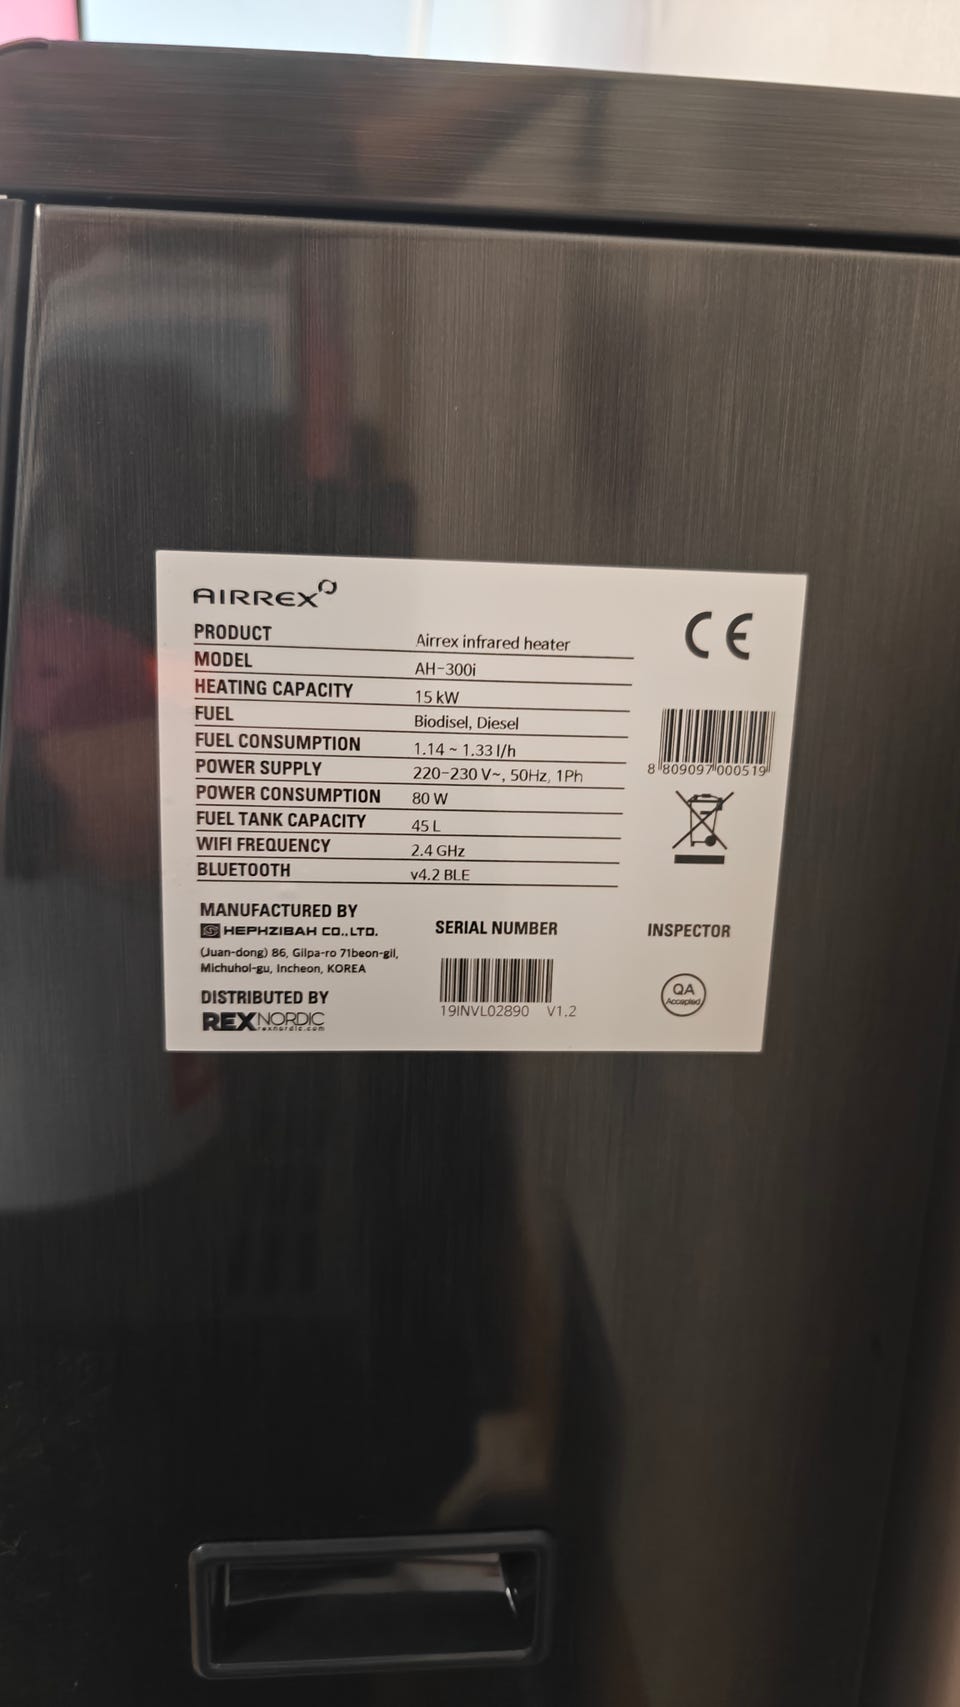 AIRREX
PRODUCT Airrex infrared heater
MODEL AH-300i
HEATING CAPACITY 15 kW
FUEL Biodisel, Diesel
FUEL CONSUMPTION 1.14 ~ 1.33 l/h
POWER SUPPLY 220-230 V~, 50Hz, 1Ph
POWER CONSUMPTION 80 W
FUEL TANK CAPACITY 45 L
WIFI FREQUENCY 2.4 GHz
BLUETOOTH v4.2 BLE
CE
8 809097 000519
MANUFACTURED BY
HEPHZIBAH CO.,LTD.
(Juan-dong) 86, Gilpa-ro 71beon-gil,
Michuhol-gu, Incheon, KOREA
DISTRIBUTED BY
REXNORDIC
rexnordic.com
SERIAL NUMBER
19INVL02890 V1.2
INSPECTOR
QA
Accepted